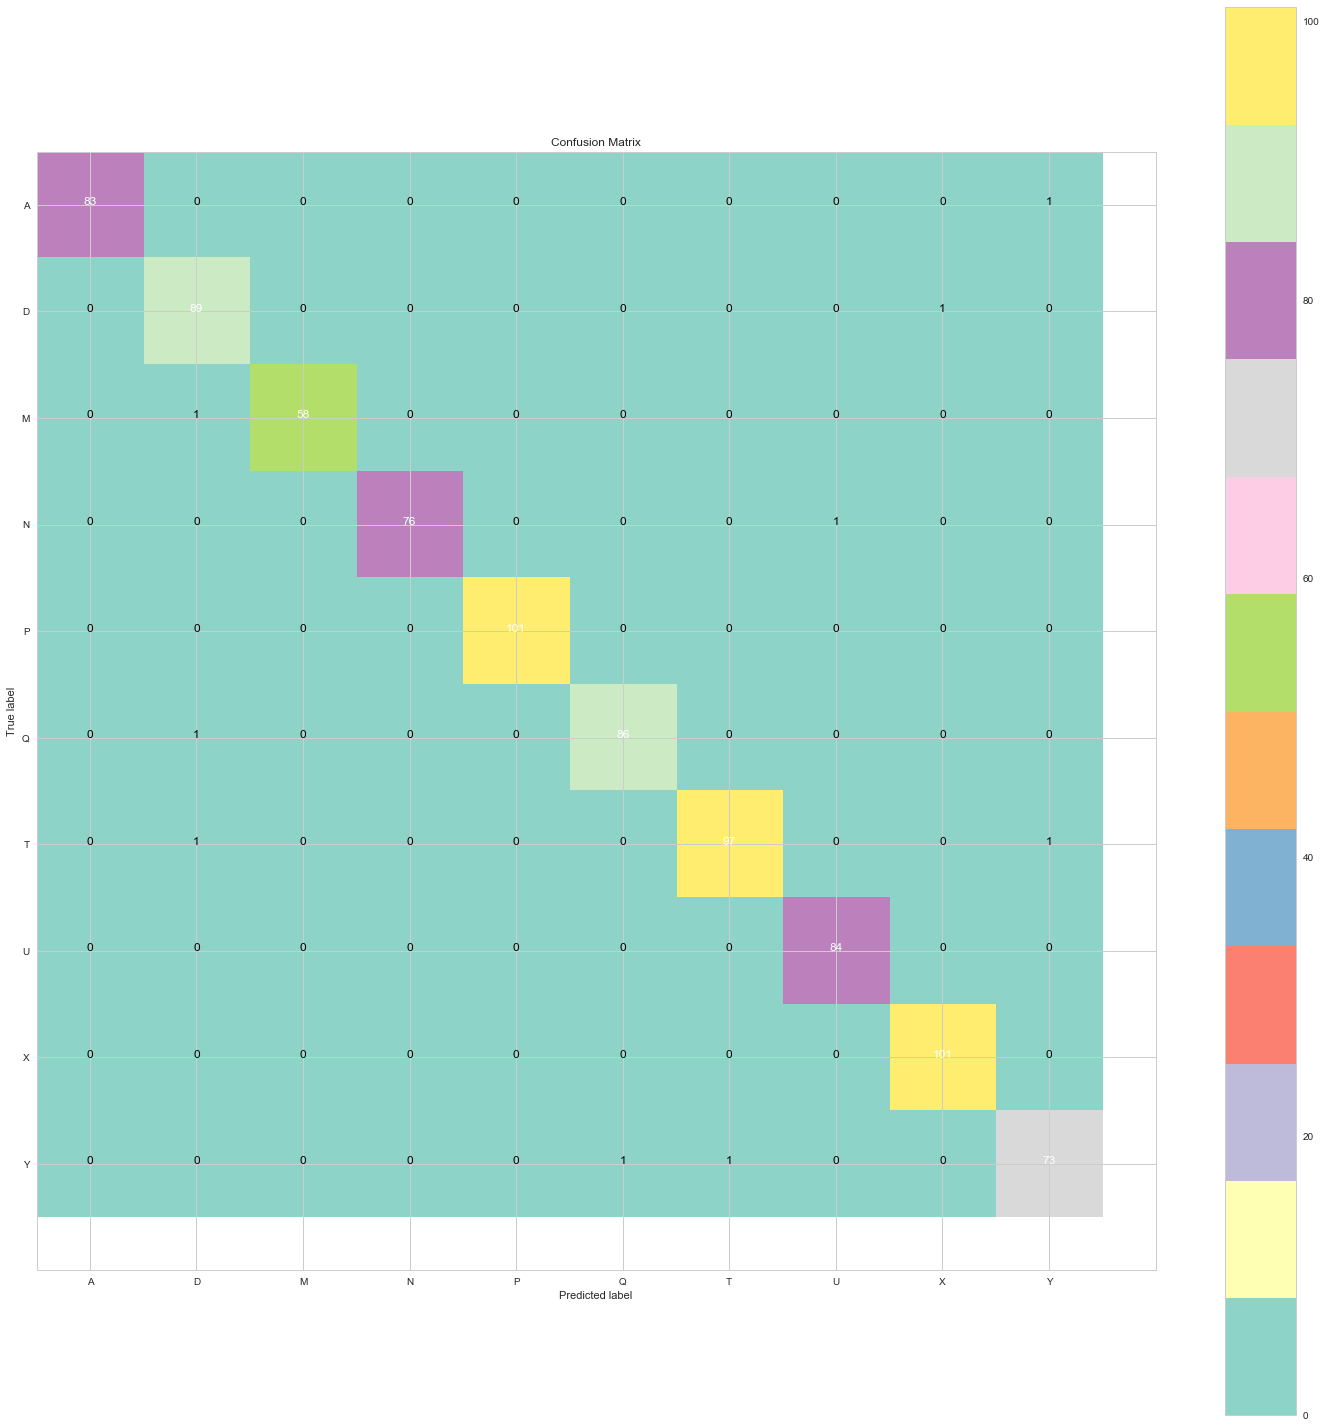 Confusion Matrix
100
80
60
40
20
0
True label
A 83 0 0 0 0 0 0 0 0 1
D 0 89 0 0 0 0 0 0 1 0
M 0 1 58 0 0 0 0 0 0 0
N 0 0 0 76 0 0 0 1 0 0
P 0 0 0 0 101 0 0 0 0 0
Q 0 1 0 0 0 86 0 0 0 0
T 0 1 0 0 0 0 97 0 0 1
U 0 0 0 0 0 0 0 84 0 0
X 0 0 0 0 0 0 0 0 101 0
Y 0 0 0 0 0 1 1 0 0 73
A D M N P Q T U X Y
Predicted label